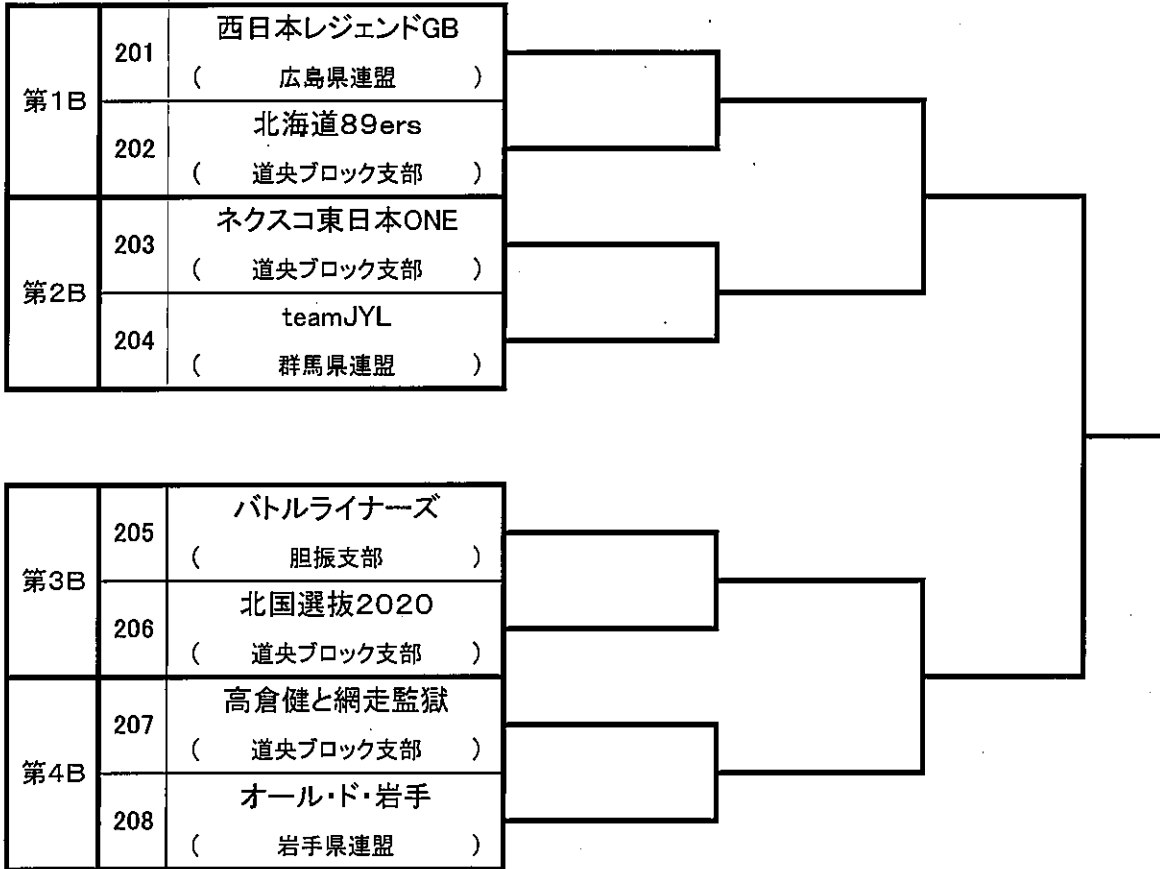 第1B
201
西日本レジェンドGB
( 広島県連盟 )
202
北海道89ers
( 道央ブロック支部 )
第2B
203
ネクスコ東日本ONE
( 道央ブロック支部 )
204
teamJYL
( 群馬県連盟 )
第3B
205
バトルライナーズ
( 胆振支部 )
206
北国選抜2020
( 道央ブロック支部 )
第4B
207
高倉健と網走監獄
( 道央ブロック支部 )
208
オール・ド・岩手
( 岩手県連盟 )